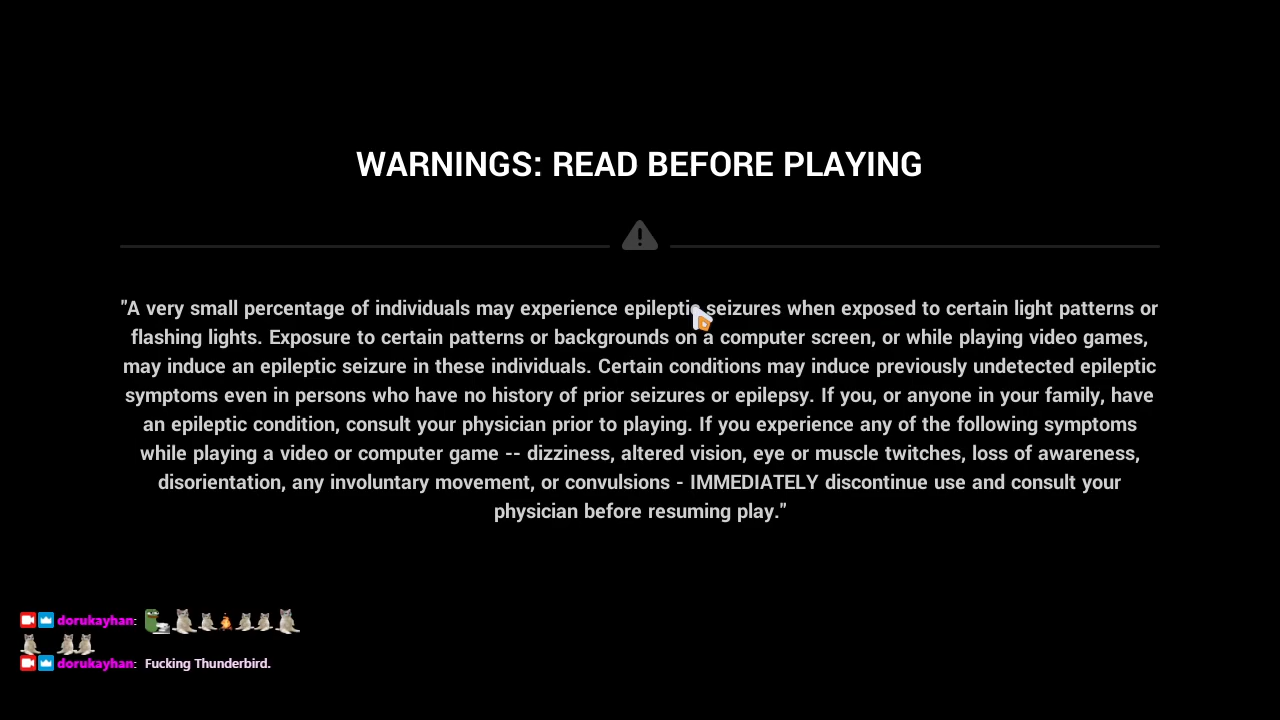 WARNINGS: READ BEFORE PLAYING
"A very small percentage of individuals may experience epileptic seizures when exposed to certain light patterns or
flashing lights. Exposure to certain patterns or backgrounds on a computer screen, or while playing video games,
may induce an epileptic seizure in these individuals. Certain conditions may induce previously undetected epileptic
symptoms even in persons who have no history of prior seizures or epilepsy. If you, or anyone in your family, have
an epileptic condition, consult your physician prior to playing. If you experience any of the following symptoms
while playing a video or computer game -- dizziness, altered vision, eye or muscle twitches, loss of awareness,
disorientation, any involuntary movement, or convulsions - IMMEDIATELY discontinue use and consult your
physician before resuming play."
dorukayhan:
dorukayhan: Fucking Thunderbird.